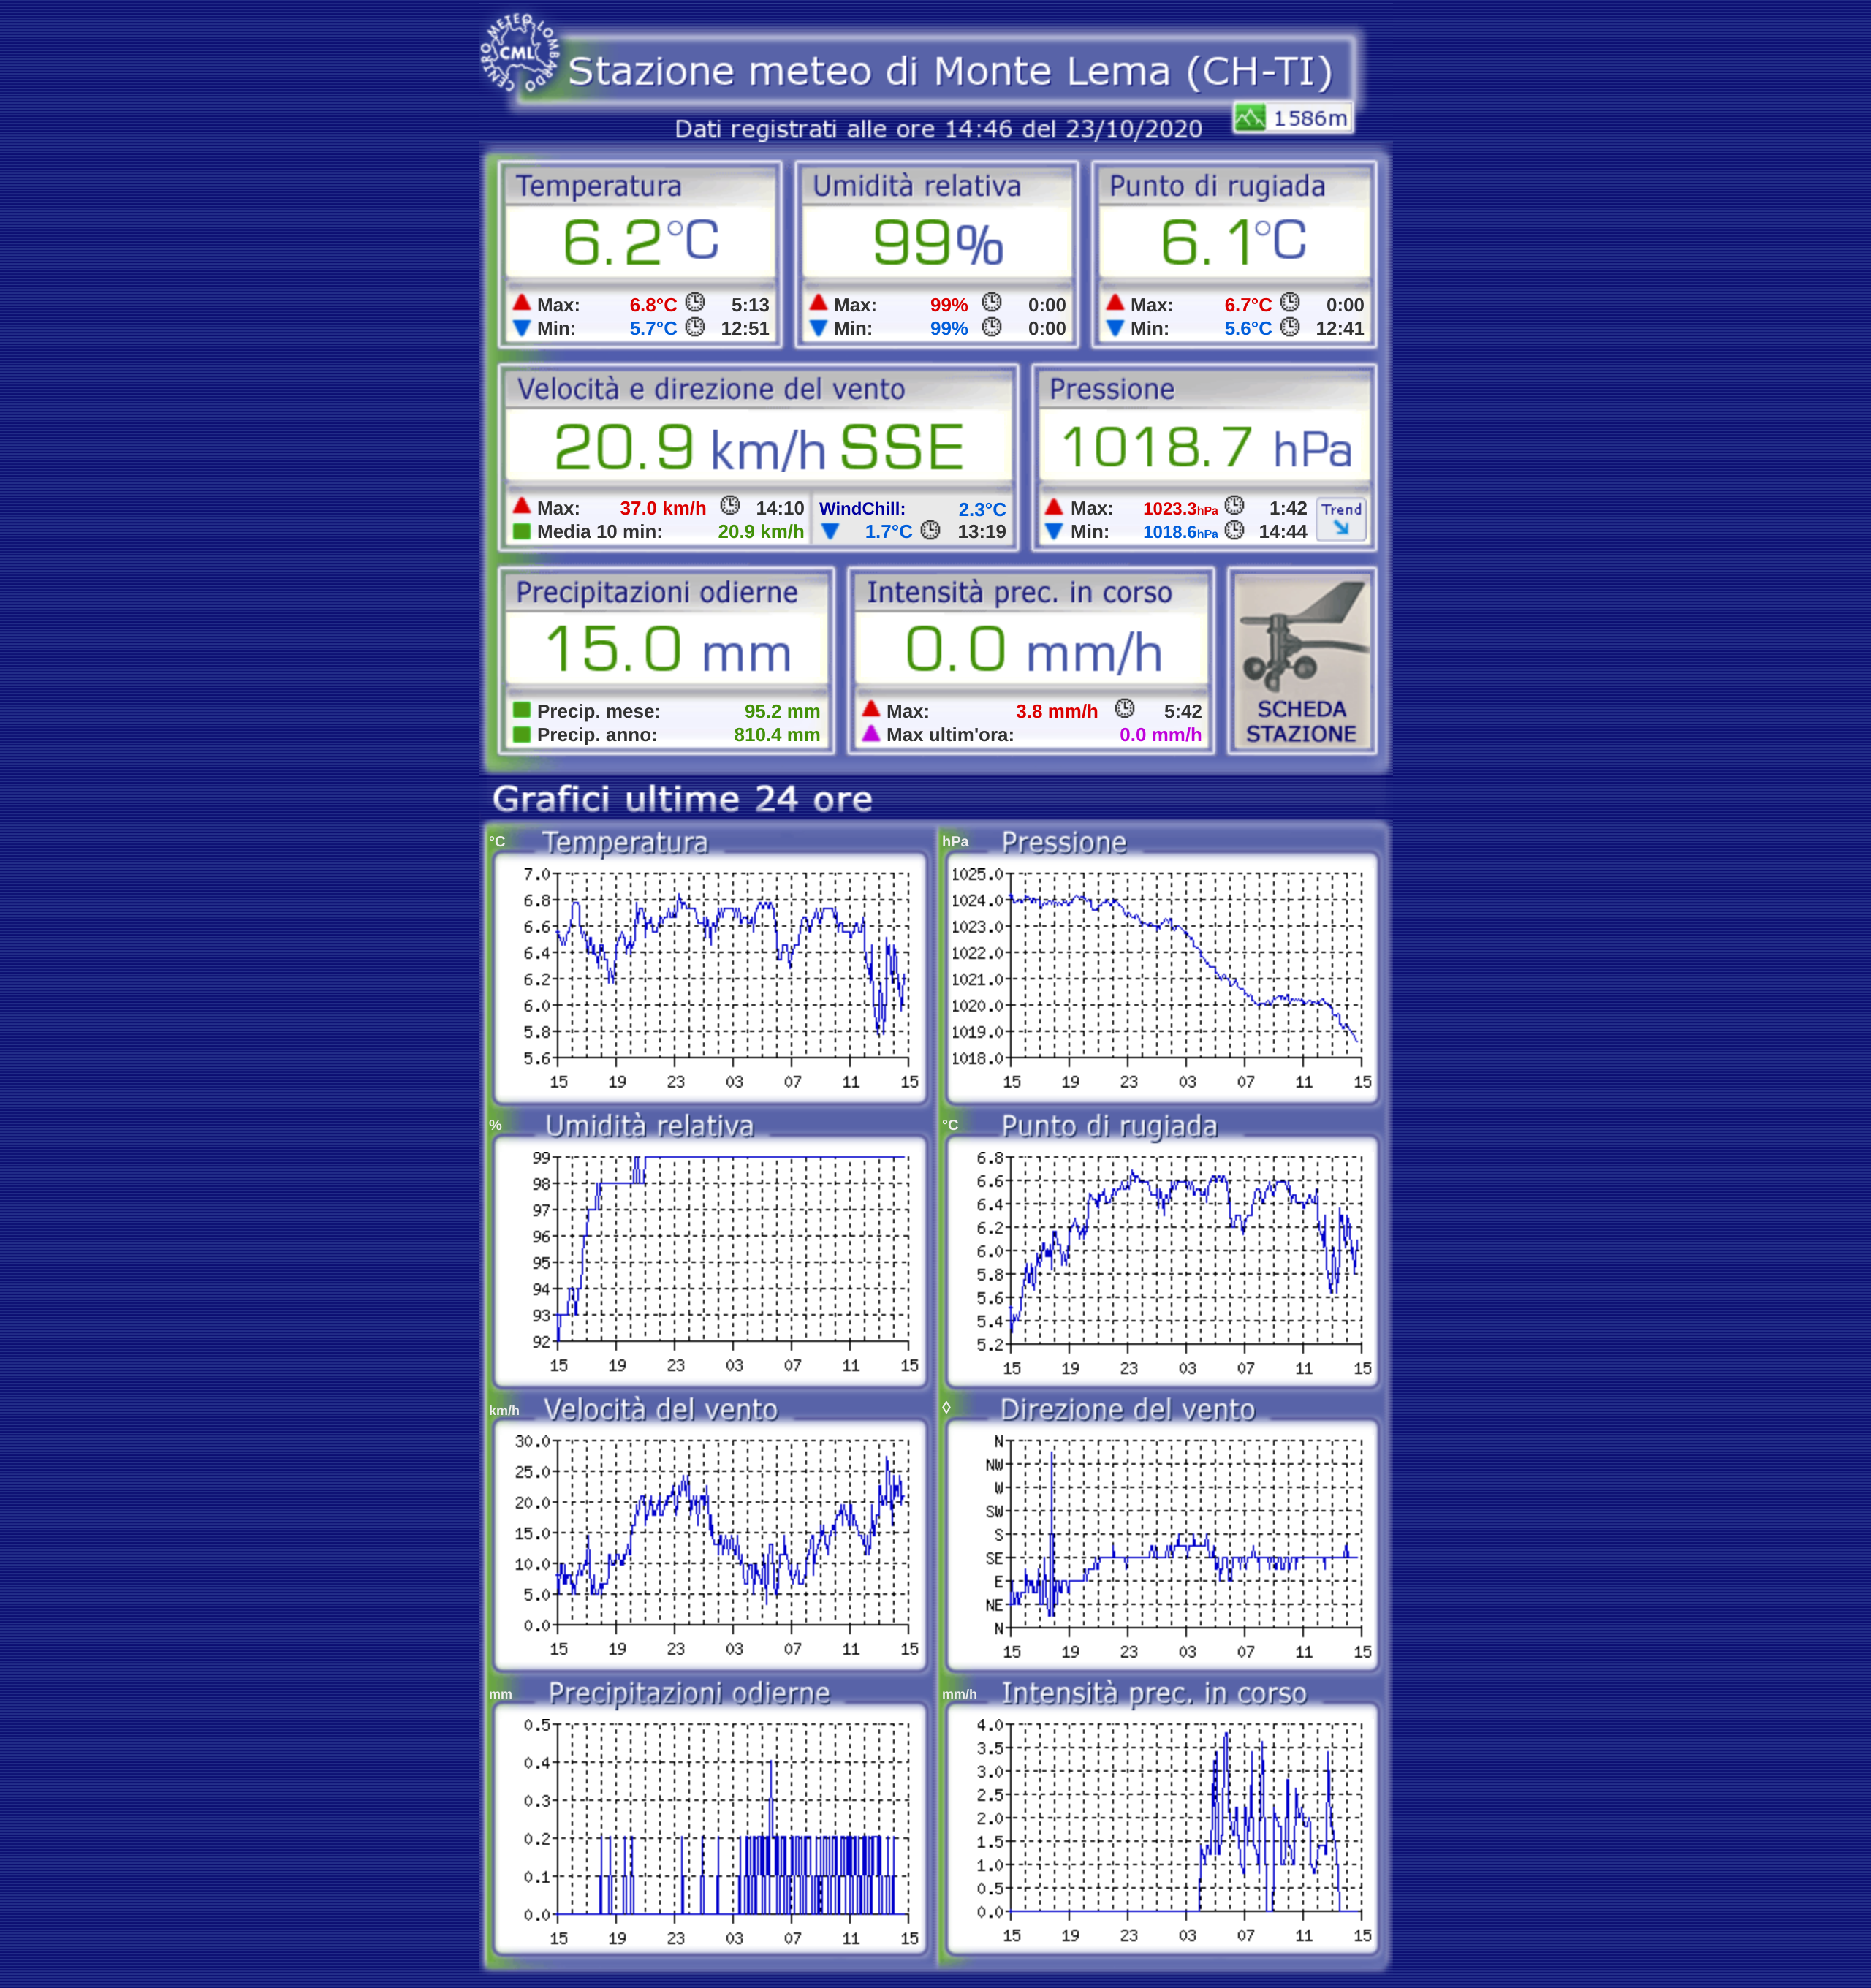 CENTRO METEO LOMBARDO
CML
Stazione meteo di Monte Lema (CH-TI)
1586m
Dati registrati alle ore 14:46 del 23/10/2020
Temperatura
6.2°C
Max: 6.8°C 5:13
Min: 5.7°C 12:51
Umidità relativa
99%
Max: 99% 0:00
Min: 99% 0:00
Punto di rugiada
6.1°C
Max: 6.7°C 0:00
Min: 5.6°C 12:41
Velocità e direzione del vento
20.9 km/h SSE
Max: 37.0 km/h 14:10
Media 10 min: 20.9 km/h
WindChill: 2.3°C
1.7°C 13:19
Pressione
1018.7 hPa
Max: 1023.3hPa 1:42
Min: 1018.6hPa 14:44
Trend
Precipitazioni odierne
15.0 mm
Precip. mese: 95.2 mm
Precip. anno: 810.4 mm
Intensità prec. in corso
0.0 mm/h
Max: 3.8 mm/h 5:42
Max ultim'ora: 0.0 mm/h
SCHEDA
STAZIONE
Grafici ultime 24 ore
°C Temperatura
7.0
6.8
6.6
6.4
6.2
6.0
5.8
5.6
15 19 23 03 07 11 15
hPa Pressione
1025.0
1024.0
1023.0
1022.0
1021.0
1020.0
1019.0
1018.0
15 19 23 03 07 11 15
% Umidità relativa
99
98
97
96
95
94
93
92
15 19 23 03 07 11 15
°C Punto di rugiada
6.8
6.6
6.4
6.2
6.0
5.8
5.6
5.4
5.2
15 19 23 03 07 11 15
km/h Velocità del vento
30.0
25.0
20.0
15.0
10.0
5.0
0.0
15 19 23 03 07 11 15
◊ Direzione del vento
N
NW
W
SW
S
SE
E
NE
N
15 19 23 03 07 11 15
mm Precipitazioni odierne
0.5
0.4
0.3
0.2
0.1
0.0
15 19 23 03 07 11 15
mm/h Intensità prec. in corso
4.0
3.5
3.0
2.5
2.0
1.5
1.0
0.5
0.0
15 19 23 03 07 11 15